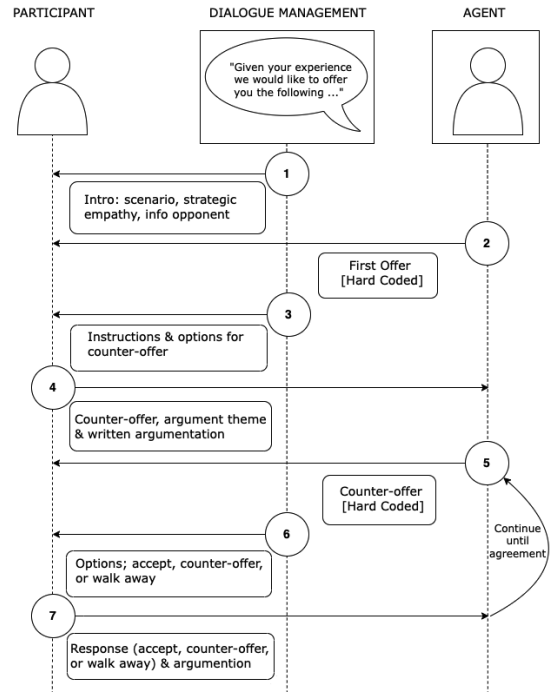 PARTICIPANT
DIALOGUE MANAGEMENT
AGENT
"Given your experience
we would like to offer
you the following ..."
1
Intro: scenario, strategic
empathy, info opponent
2
First Offer
[Hard Coded]
3
Instructions & options for
counter-offer
4
Counter-offer, argument theme
& written argumentation
5
Counter-offer
[Hard Coded]
Continue
until
agreement
6
Options; accept, counter-offer,
or walk away
7
Response (accept, counter-offer,
or walk away) & argumention